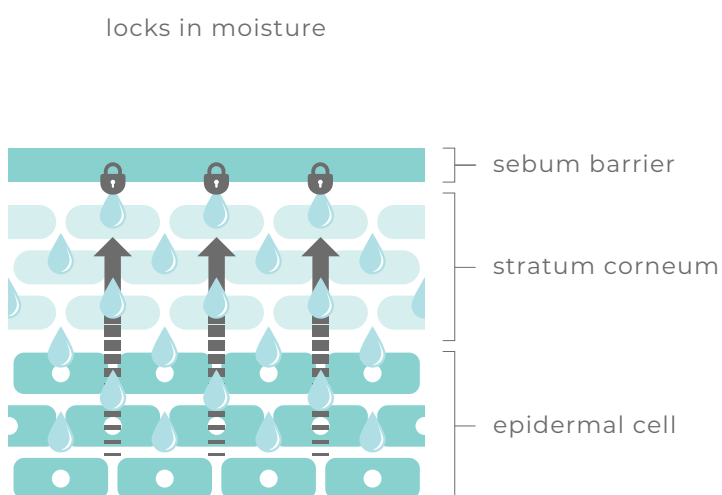 locks in moisture
sebum barrier
stratum corneum
epidermal cell